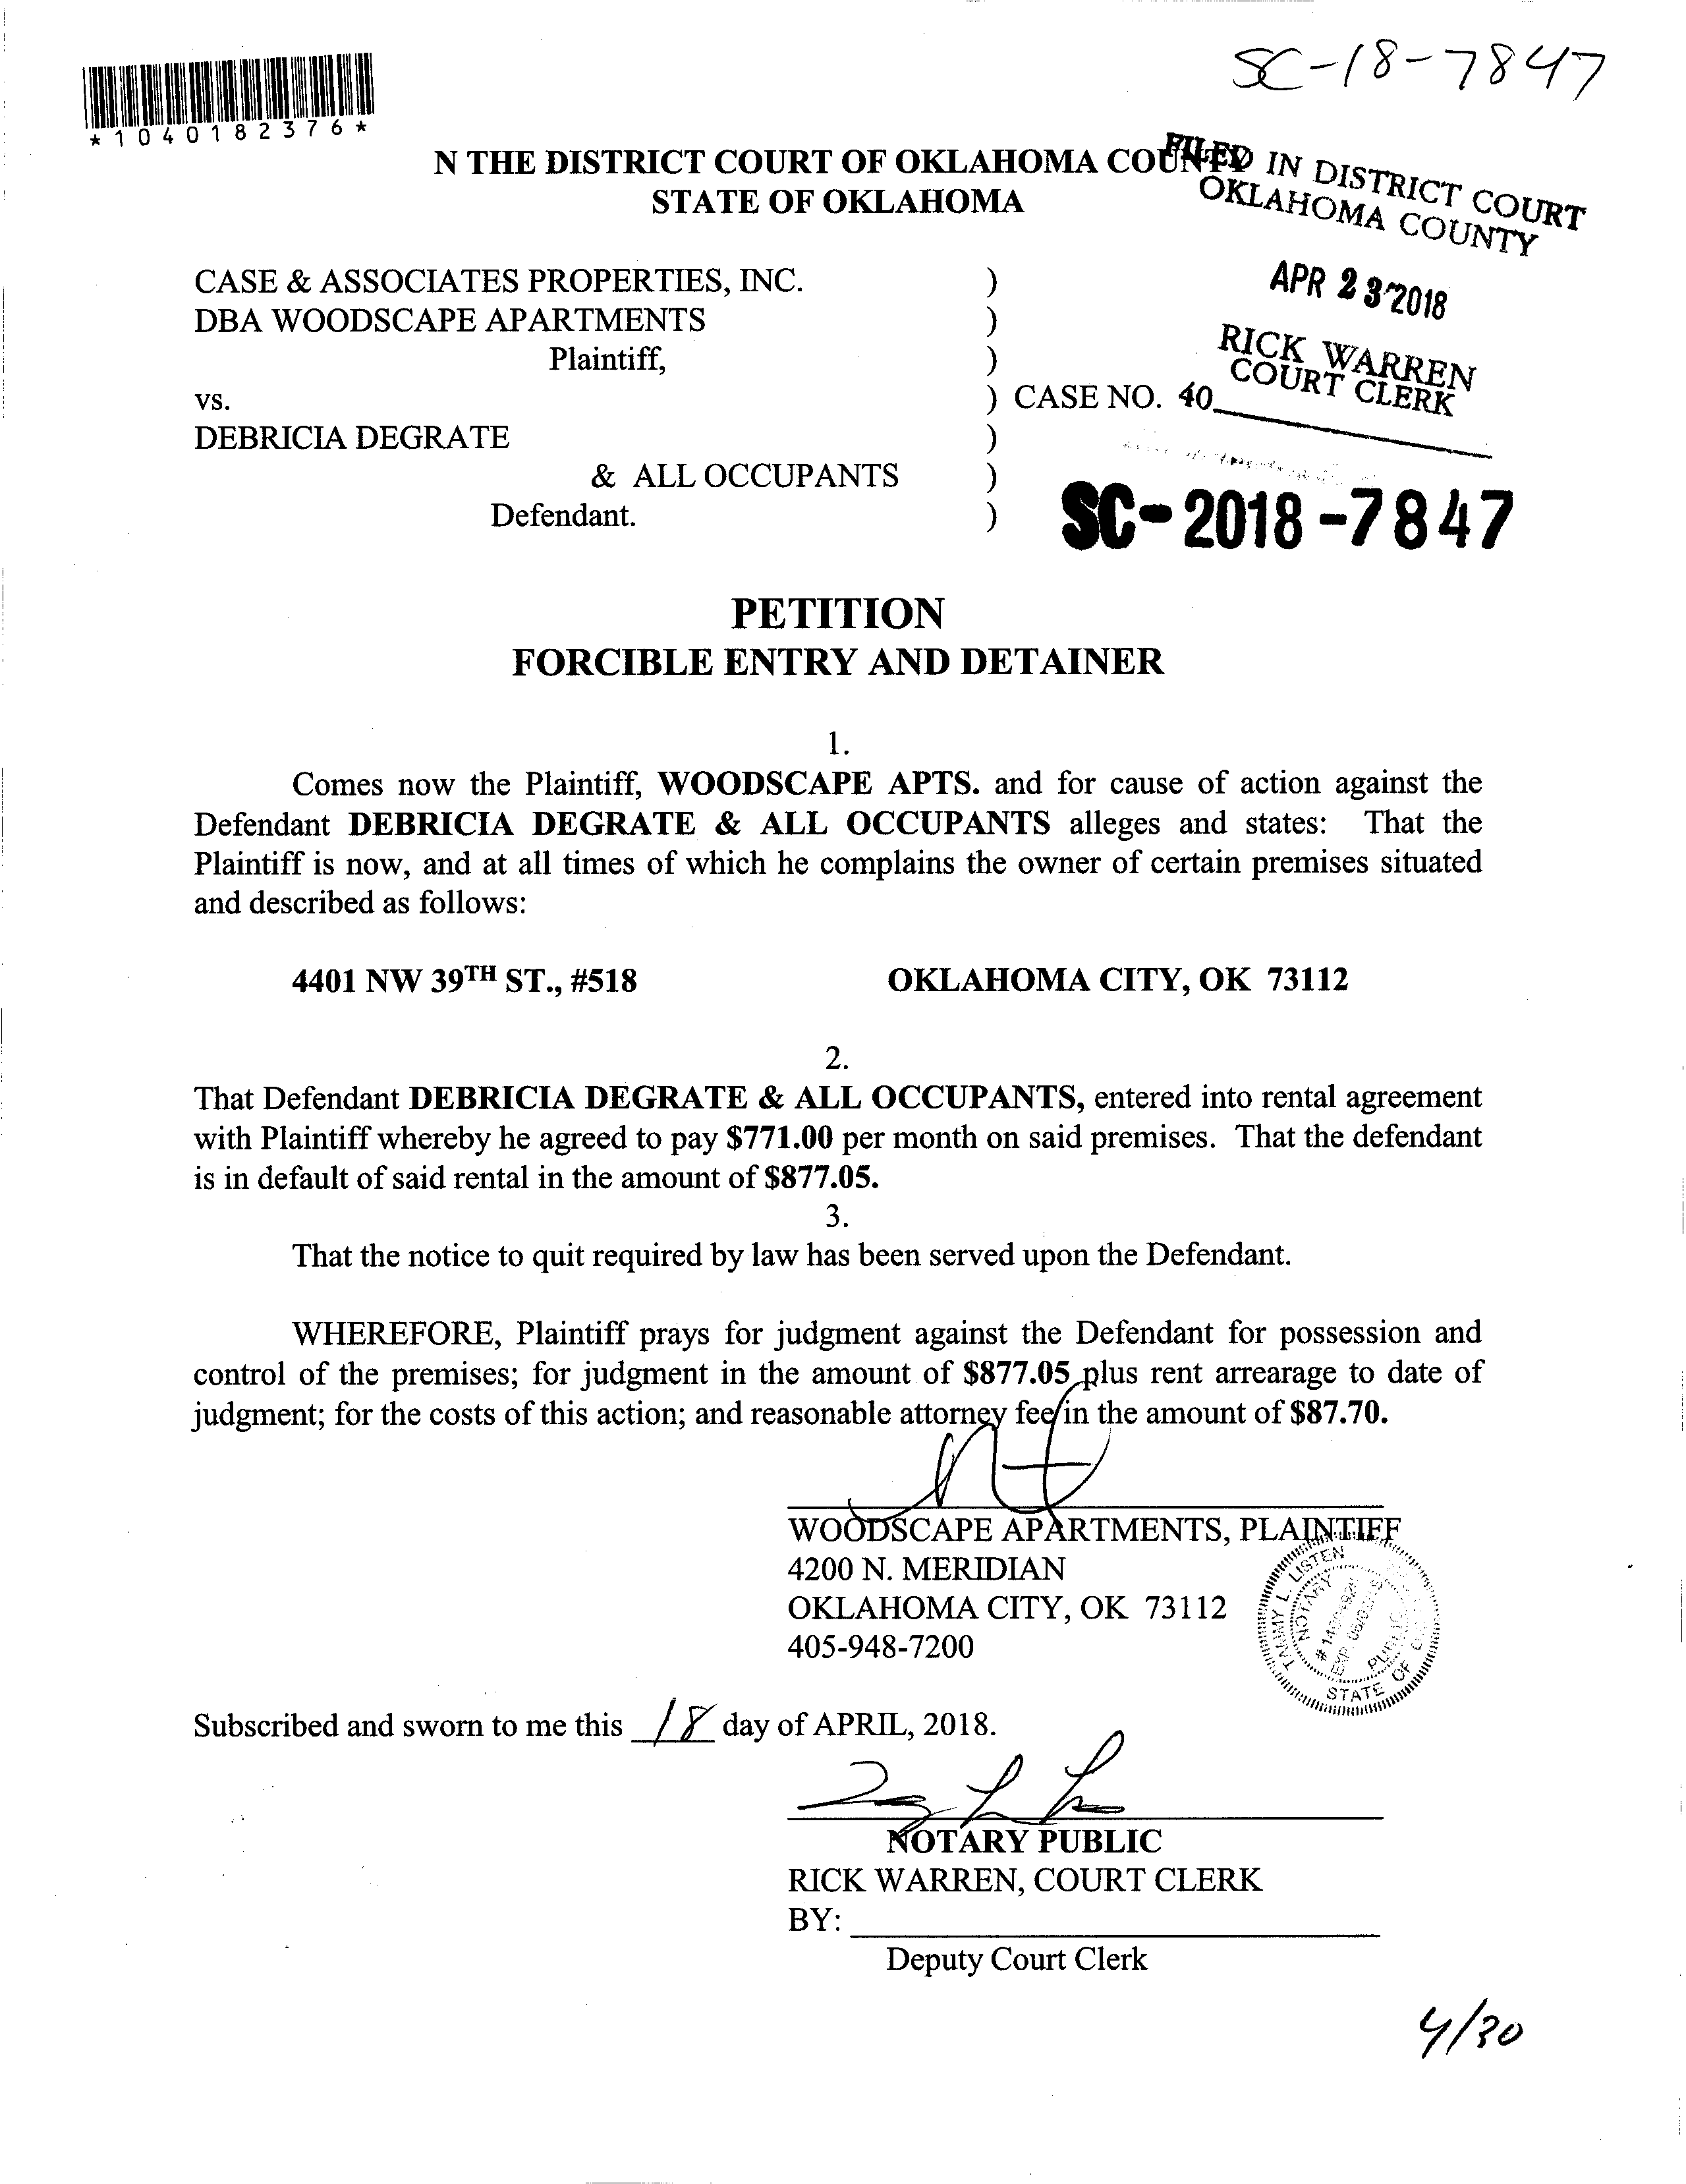 SC-18-7847
*1040182376*
N THE DISTRICT COURT OF OKLAHOMA COUNTY
STATE OF OKLAHOMA
FILED IN DISTRICT COURT
OKLAHOMA COUNTY
APR 23 2018
RICK WARREN
COURT CLERK
CASE & ASSOCIATES PROPERTIES, INC. )
DBA WOODSCAPE APARTMENTS )
Plaintiff, )
vs. ) CASE NO. 40
DEBRICIA DEGRATE )
& ALL OCCUPANTS )
Defendant. )
SC-2018-7847
PETITION
FORCIBLE ENTRY AND DETAINER
1.
Comes now the Plaintiff, WOODSCAPE APTS. and for cause of action against the
Defendant DEBRICIA DEGRATE & ALL OCCUPANTS alleges and states: That the
Plaintiff is now, and at all times of which he complains the owner of certain premises situated
and described as follows:
4401 NW 39TH ST., #518 OKLAHOMA CITY, OK 73112
2.
That Defendant DEBRICIA DEGRATE & ALL OCCUPANTS, entered into rental agreement
with Plaintiff whereby he agreed to pay $771.00 per month on said premises. That the defendant
is in default of said rental in the amount of $877.05.
3.
That the notice to quit required by law has been served upon the Defendant.
WHEREFORE, Plaintiff prays for judgment against the Defendant for possession and
control of the premises; for judgment in the amount of $877.05 plus rent arrearage to date of
judgment; for the costs of this action; and reasonable attorney fee in the amount of $87.70.
WOODSCAPE APARTMENTS, PLAINTIFF
4200 N. MERIDIAN
OKLAHOMA CITY, OK 73112
405-948-7200
TAMMY L. LISTEN
NOTARY
PUBLIC
EXP.
STATE OF
Subscribed and sworn to me this 18 day of APRIL, 2018.
NOTARY PUBLIC
RICK WARREN, COURT CLERK
BY:
Deputy Court Clerk
4/30